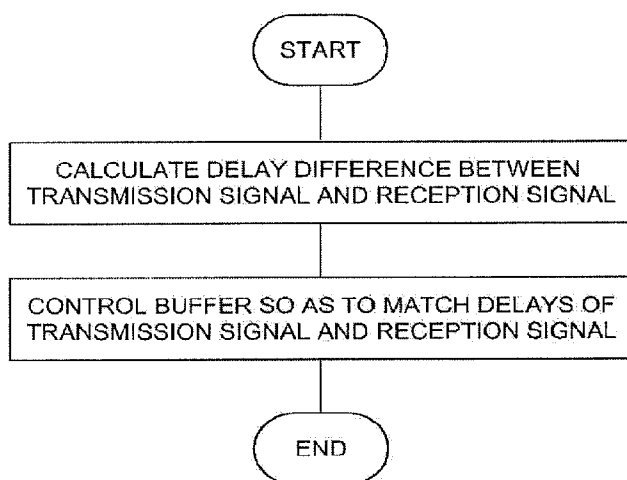 START
CALCULATE DELAY DIFFERENCE BETWEEN
TRANSMISSION SIGNAL AND RECEPTION SIGNAL
CONTROL BUFFER SO AS TO MATCH DELAYS OF
TRANSMISSION SIGNAL AND RECEPTION SIGNAL
END